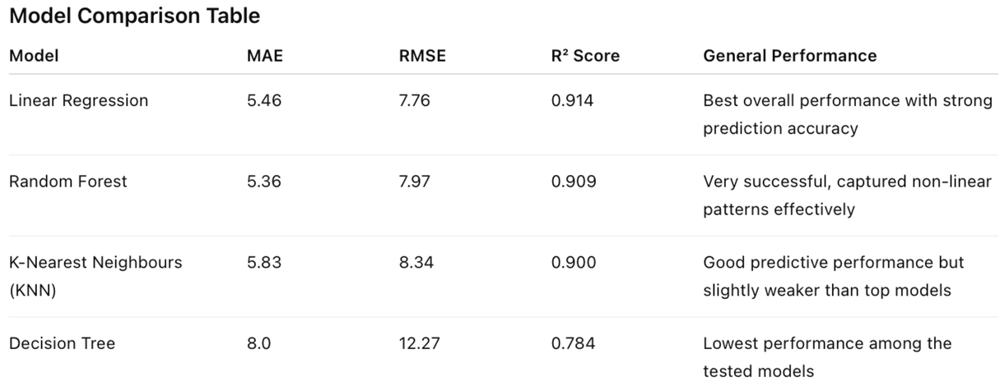 Model Comparison Table
Model MAE RMSE R² Score General Performance
Linear Regression 5.46 7.76 0.914 Best overall performance with strong
prediction accuracy
Random Forest 5.36 7.97 0.909 Very successful, captured non-linear
patterns effectively
K-Nearest Neighbours 5.83 8.34 0.900 Good predictive performance but
(KNN) slightly weaker than top models
Decision Tree 8.0 12.27 0.784 Lowest performance among the
tested models